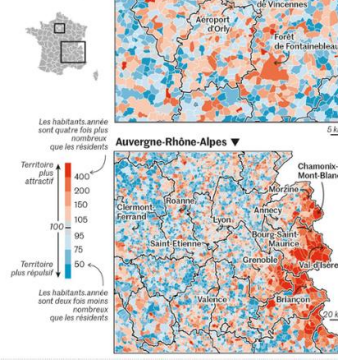 de Vincennes
Aéroport
d'Orly
Forêt
de Fontainebleau
5 k
Les habitants.année
sont quatre fois plus
nombreux
que les résidents
Auvergne-Rhône-Alpes ▼
Territoire
plus
attractif
400
200
150
105
100
95
75
50
Territoire
plus répulsif
Les habitants.année
sont deux fois moins
nombreux
que les résidents
Chamonix-
Mont-Blanc
Morzine
Roanne
Annecy
Clermont-
Ferrand
Lyon
Bourg-Saint-
Maurice
Saint-Etienne
Grenoble
Val-d'Isère
Valence
Briançon
20 k